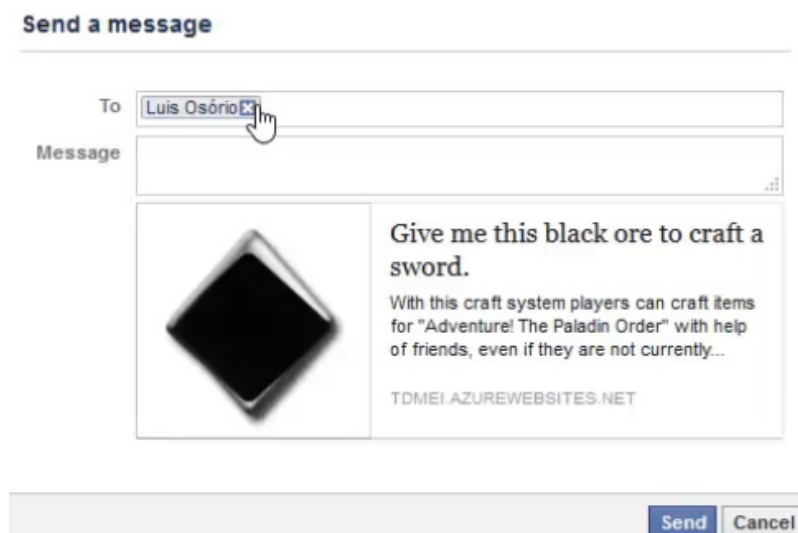 Send a message
To
Luis Osório
Message
Give me this black ore to craft a
sword.
With this craft system players can craft items
for "Adventure! The Paladin Order" with help
of friends, even if they are not currently...
TDMEI.AZUREWEBSITES.NET
Send
Cancel